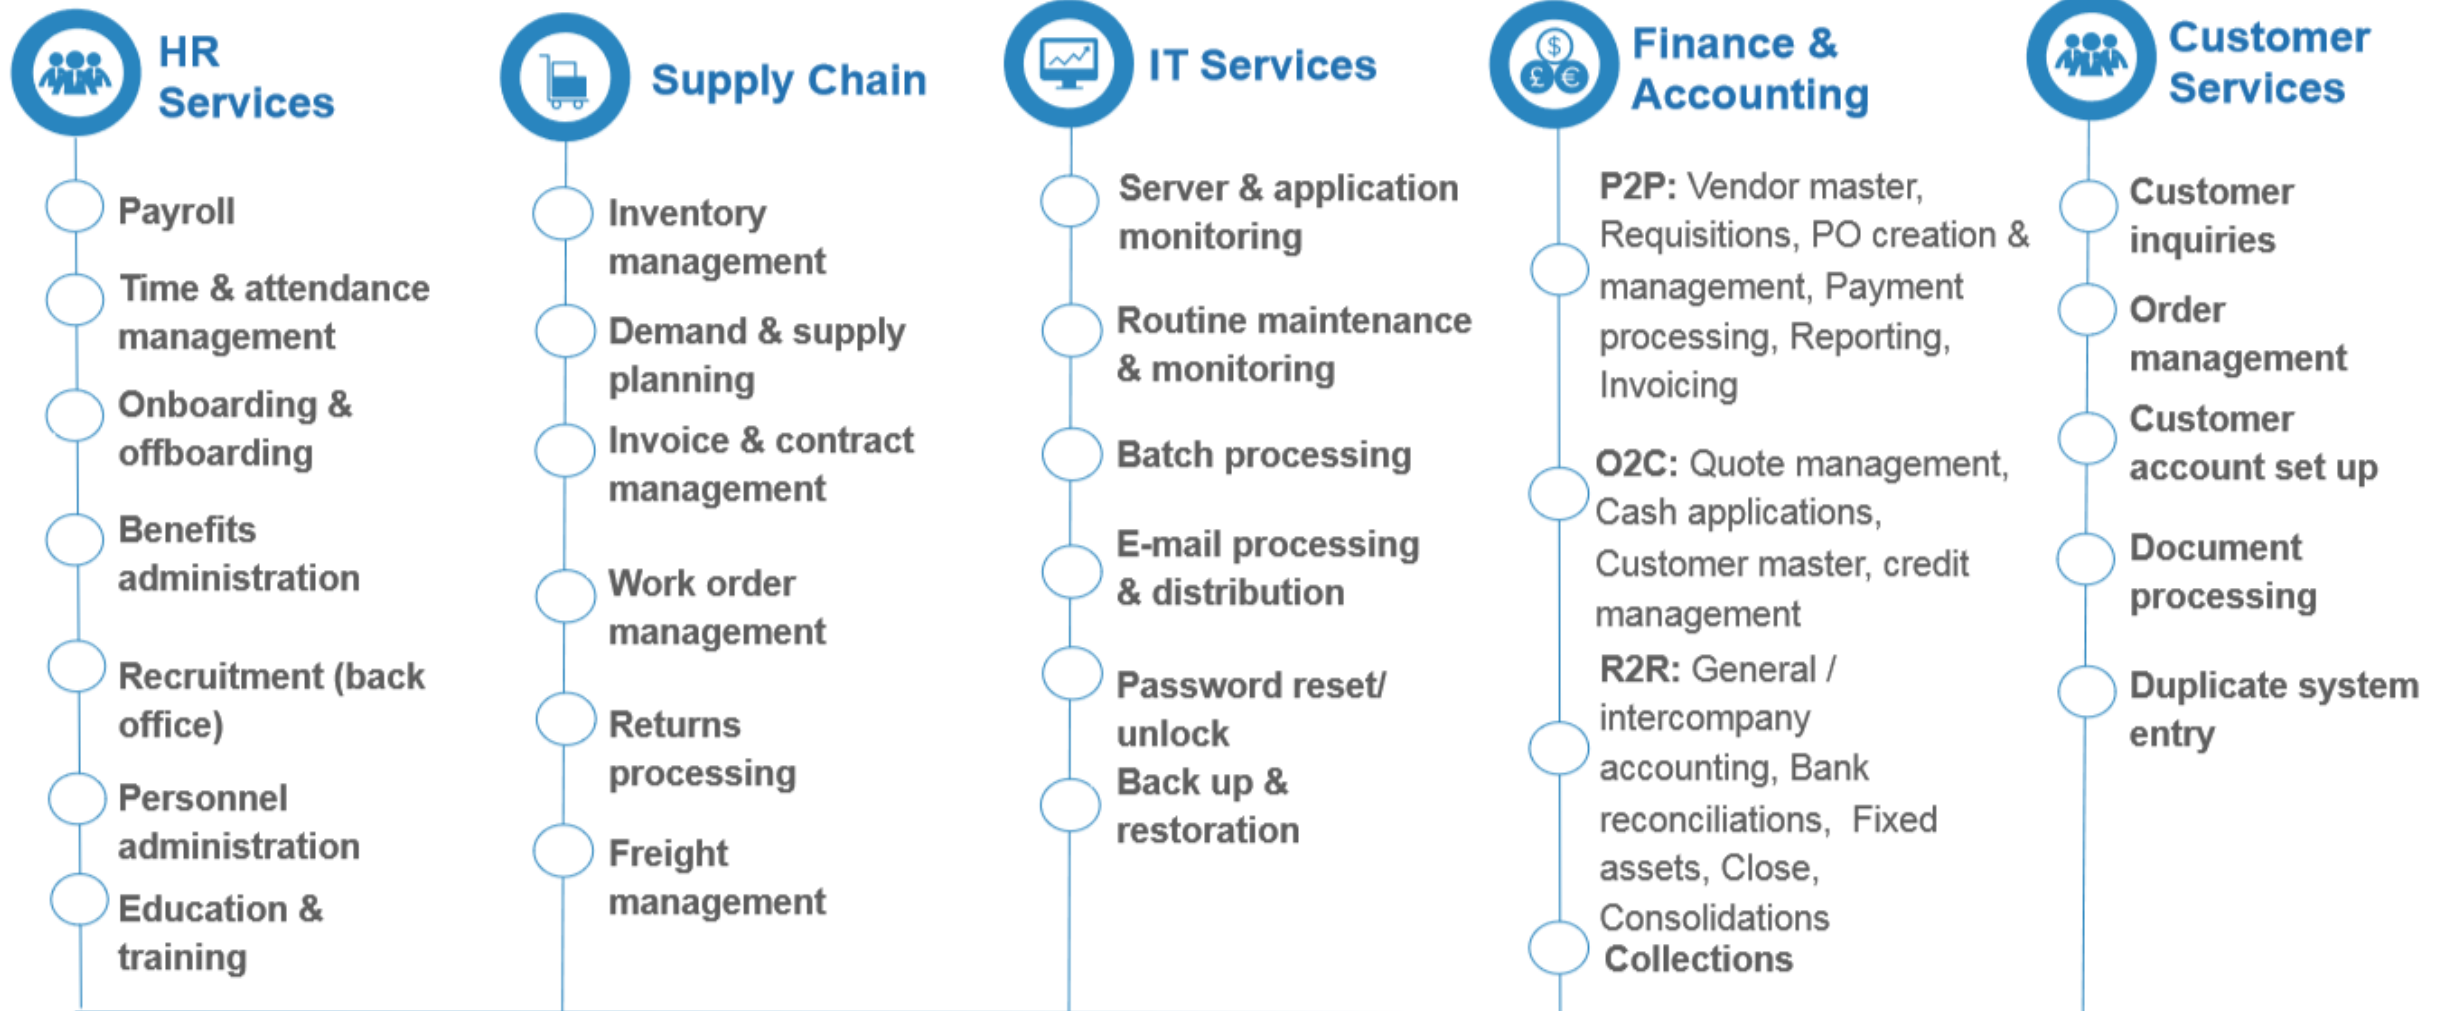 HR
Services
Payroll
Time & attendance
management
Onboarding &
offboarding
Benefits
administration
Recruitment (back
office)
Personnel
administration
Education &
training
Supply Chain
Inventory
management
Demand & supply
planning
Invoice & contract
management
Work order
management
Returns
processing
Freight
management
IT Services
Server & application
monitoring
Routine maintenance
& monitoring
Batch processing
E-mail processing
& distribution
Password reset/
unlock
Back up &
restoration
$
£ €
Finance &
Accounting
P2P: Vendor master,
Requisitions, PO creation &
management, Payment
processing, Reporting,
Invoicing
O2C: Quote management,
Cash applications,
Customer master, credit
management
R2R: General /
intercompany
accounting, Bank
reconciliations, Fixed
assets, Close,
Consolidations
Collections
Customer
Services
Customer
inquiries
Order
management
Customer
account set up
Document
processing
Duplicate system
entry